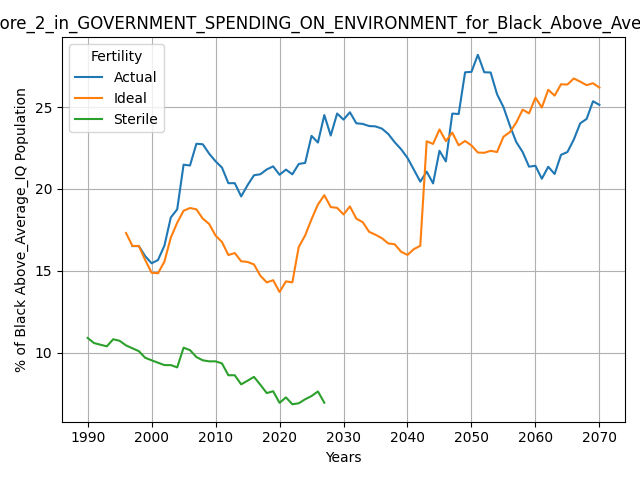 ore_2_in_GOVERNMENT_SPENDING_ON_ENVIRONMENT_for_Black_Above_Ave
Fertility
Actual
Ideal
Sterile
% of Black Above_Average_IQ Population
25
20
15
10
1990 2000 2010 2020 2030 2040 2050 2060 2070
Years